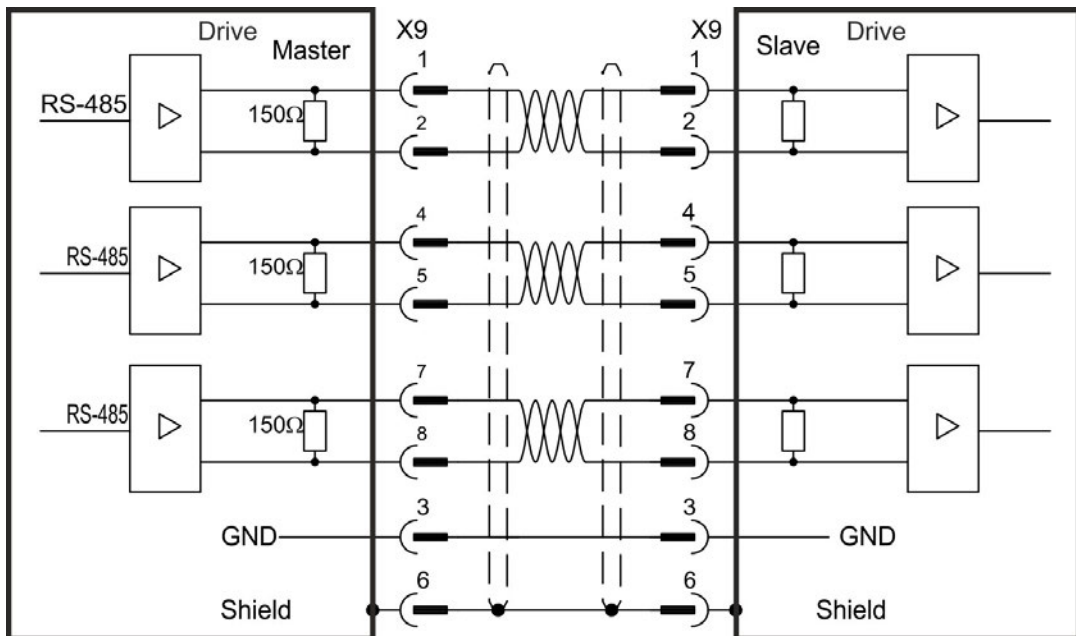 Drive
Master
X9
X9
Slave
Drive
1
1
RS-485
150Ω
2
2
4
4
RS-485
150Ω
5
5
7
7
RS-485
150Ω
8
8
3
3
GND
GND
6
6
Shield
Shield